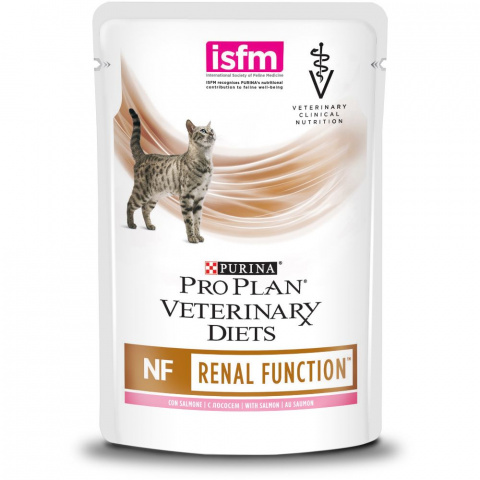 isfm
International Society of Feline Medicine
ISFM recognises PURINA's nutritional
contribution to feline well-being
VETERINARY
CLINICAL
NUTRITION
PURINA®
PRO PLAN®
VETERINARY
DIETS
NF RENAL FUNCTION™
CON SALMONE | С ЛОСОСЕМ | WITH SALMON | AU SAUMON